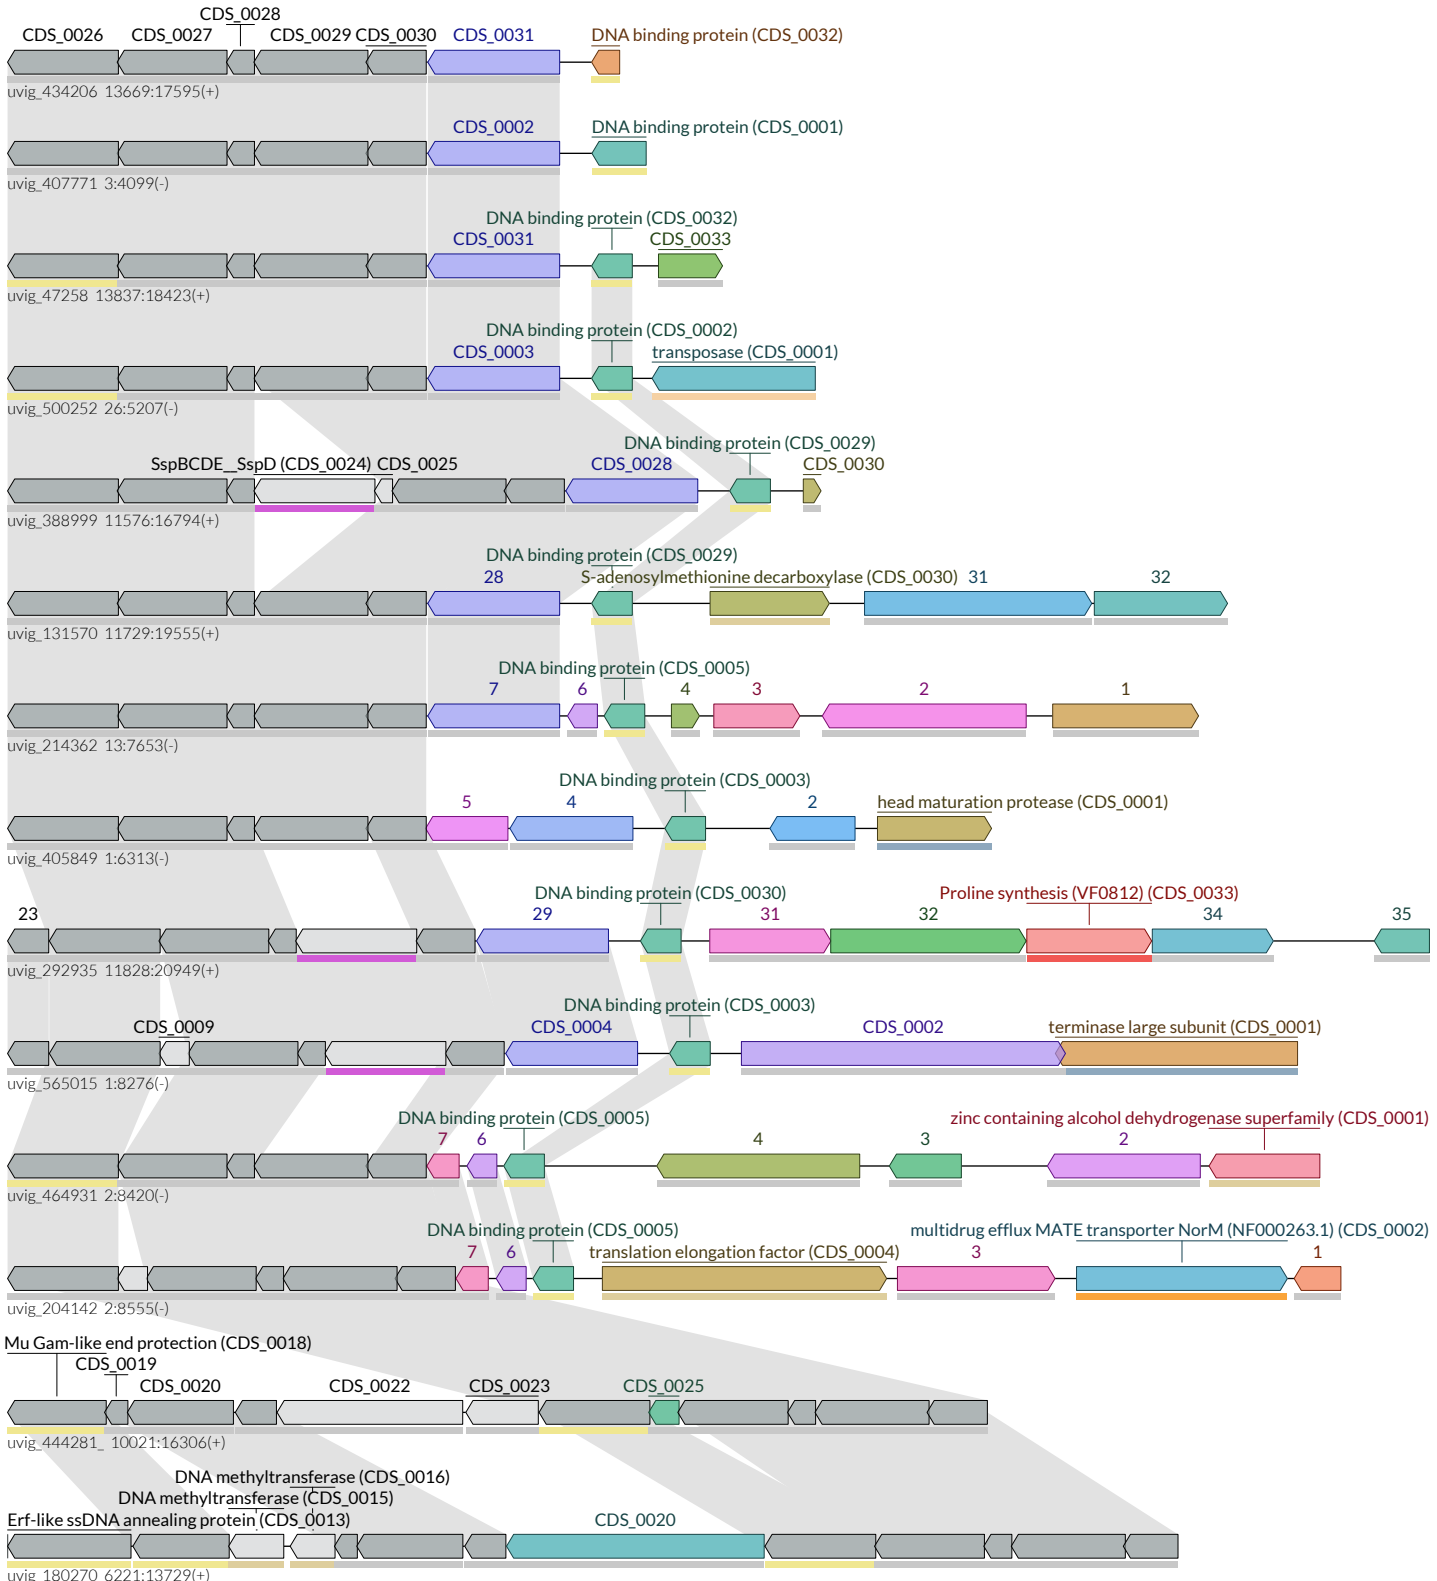 CDS_0028
CDS_0026 CDS_0027 CDS_0029 CDS_0030 CDS_0031 DNA binding protein (CDS_0032)
uvig_434206 13669:17595(+)
CDS_0002 DNA binding protein (CDS_0001)
uvig_407771 3:4099(-)
DNA binding protein (CDS_0032)
CDS_0031 CDS_0033
uvig_47258 13837:18423(+)
DNA binding protein (CDS_0002)
CDS_0003 transposase (CDS_0001)
uvig_500252 26:5207(-)
DNA binding protein (CDS_0029)
SspBCDE__SspD (CDS_0024) CDS_0025 CDS_0028 CDS_0030
uvig_388999 11576:16794(+)
DNA binding protein (CDS_0029)
28 S-adenosylmethionine decarboxylase (CDS_0030) 31 32
uvig_131570 11729:19555(+)
DNA binding protein (CDS_0005)
7 6 4 3 2 1
uvig_214362 13:7653(-)
DNA binding protein (CDS_0003)
5 4 2 head maturation protease (CDS_0001)
uvig_405849 1:6313(-)
DNA binding protein (CDS_0030) Proline synthesis (VF0812) (CDS_0033)
23 29 31 32 34 35
uvig_292935 11828:20949(+)
DNA binding protein (CDS_0003)
CDS_0009 CDS_0004 CDS_0002 terminase large subunit (CDS_0001)
uvig_565015 1:8276(-)
DNA binding protein (CDS_0005) zinc containing alcohol dehydrogenase superfamily (CDS_0001)
7 6 4 3 2
uvig_464931 2:8420(-)
DNA binding protein (CDS_0005) multidrug efflux MATE transporter NorM (NF000263.1) (CDS_0002)
7 6 translation elongation factor (CDS_0004) 3 1
uvig_204142 2:8555(-)
Mu Gam-like end protection (CDS_0018)
CDS_0019
CDS_0020 CDS_0022 CDS_0023 CDS_0025
uvig_444281_ 10021:16306(+)
DNA methyltransferase (CDS_0016)
DNA methyltransferase (CDS_0015)
Erf-like ssDNA annealing protein (CDS_0013) CDS_0020
uvig_180270 6221:13729(+)